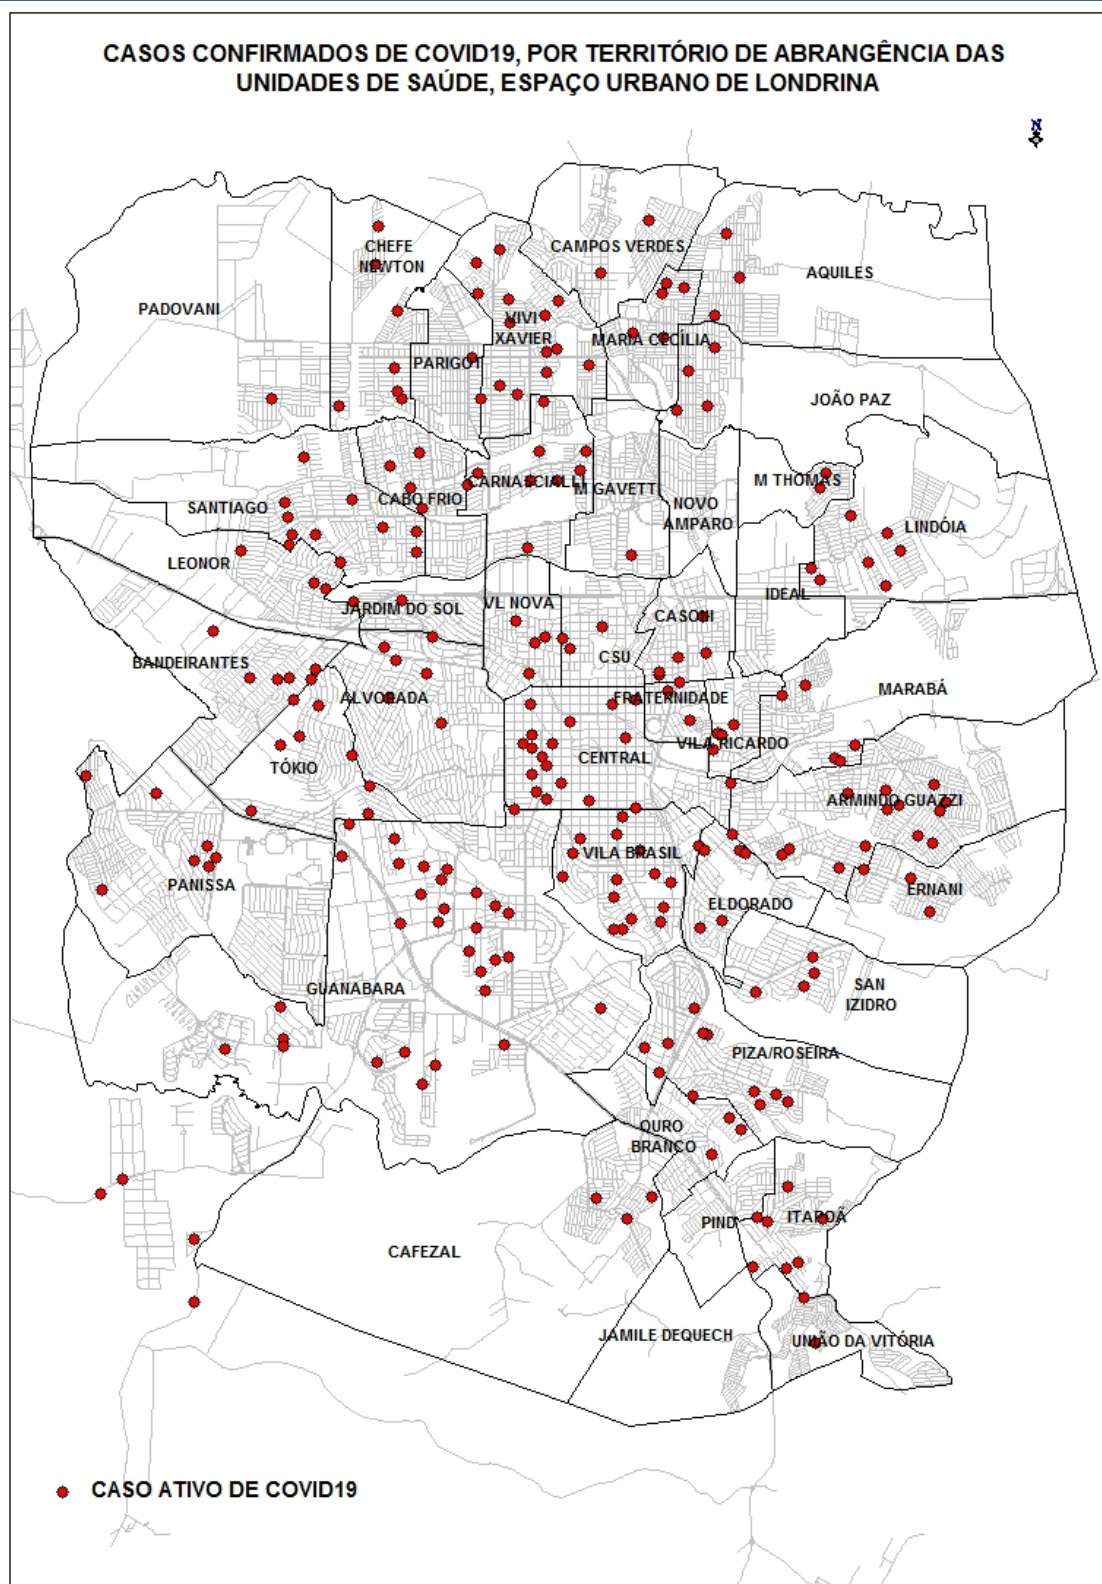 CASOS CONFIRMADOS DE COVID19, POR TERRITÓRIO DE ABRANGÊNCIA DAS
UNIDADES DE SAÚDE, ESPAÇO URBANO DE LONDRINA
N
CHEFE
NEWTON
CAMPOS VERDES
AQUILES
PADOVANI
VIVI
XAVIER
MARIA CECÍLIA
PARIGOT
JOÃO PAZ
SANTIAGO
CABO FRIO
CARNASCIALLI
M GAVETTI
NOVO
AMPARO
M THOMAS
LINDÓIA
LEONOR
JARDIM DO SOL
VL NOVA
CASONI
IDEAL
BANDEIRANTES
CSU
ALVORADA
FRATERNIDADE
MARABÁ
TÓKIO
CENTRAL
VILA RICARDO
ARMINDO GUAZZI
PANISSA
VILA BRASIL
ELDORADO
ERNANI
GUANABARA
SAN
IZIDRO
PIZA/ROSEIRA
OURO
BRANCO
CAFEZAL
PIND
ITAPOÃ
JAMILE DEQUECH
UNIÃO DA VITÓRIA
CASO ATIVO DE COVID19